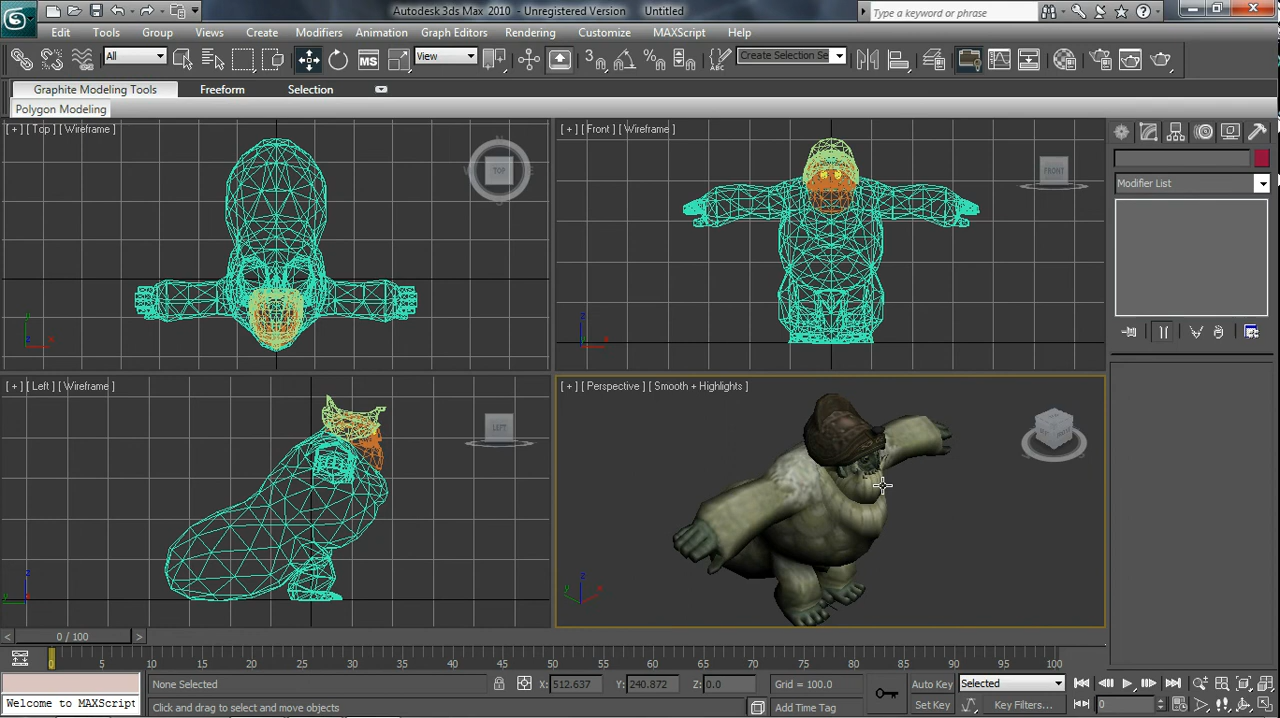 Autodesk 3ds Max 2010 - Unregistered Version Untitled
Type a keyword or phrase
Edit Tools Group Views Create Modifiers Animation Graph Editors Rendering Customize MAXScript Help
All View Create Selection Se
Graphite Modeling Tools Freeform Selection
Polygon Modeling
[ + ] [ Top ] [ Wireframe ]
TOP
[ + ] [ Front ] [ Wireframe ]
FRONT
Modifier List
[ + ] [ Left ] [ Wireframe ]
LEFT
[ + ] [ Perspective ] [ Smooth + Highlights ]
0 / 100
0 5 10 15 20 25 30 35 40 45 50 55 60 65 70 75 80 85 90 95 100
None Selected X: 512.637 Y: 240.872 Z: 0.0 Grid = 100.0 Auto Key Selected
Welcome to MAXScript Click and drag to select and move objects Add Time Tag Set Key Key Filters... 0